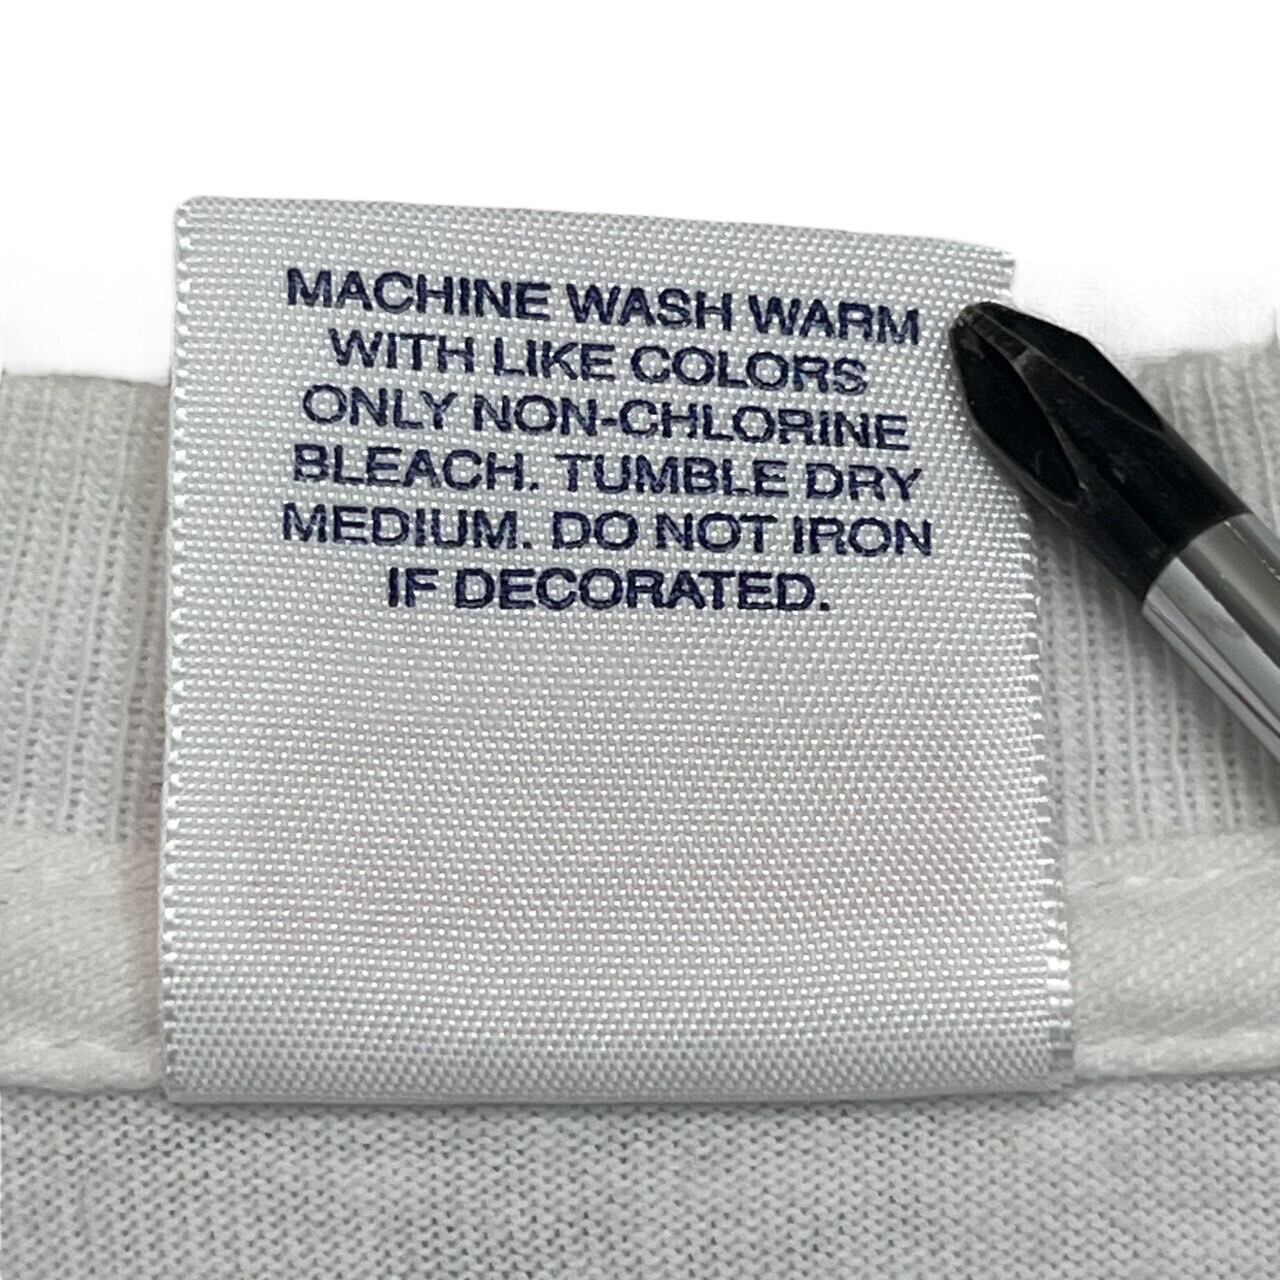 MACHINE WASH WARM
WITH LIKE COLORS
ONLY NON-CHLORINE
BLEACH. TUMBLE DRY
MEDIUM. DO NOT IRON
IF DECORATED.